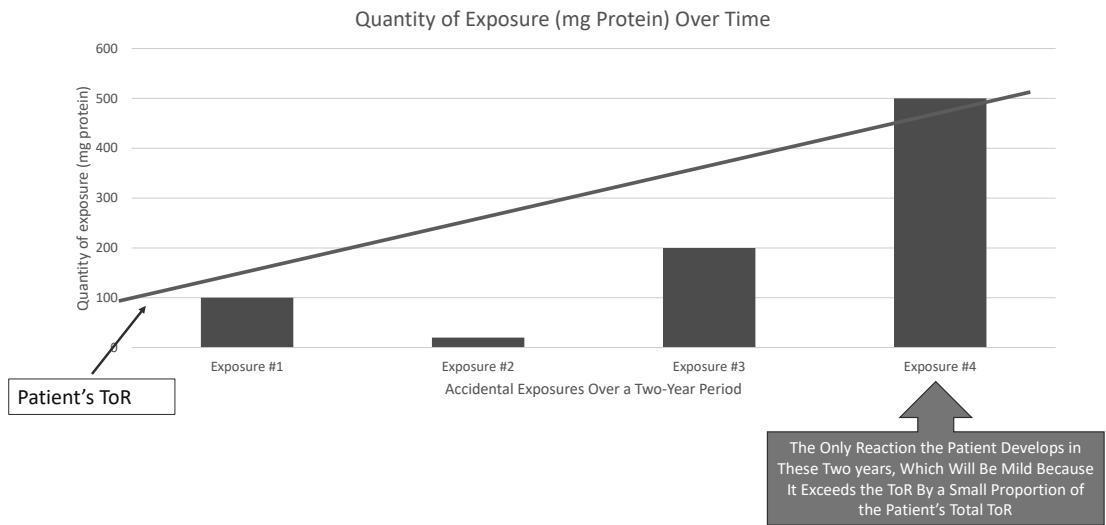 Quantity of Exposure (mg Protein) Over Time
Quantity of exposure (mg protein)
600
500
400
300
200
100
0
Exposure #1
Exposure #2
Exposure #3
Exposure #4
Accidental Exposures Over a Two-Year Period
Patient's ToR
The Only Reaction the Patient Develops in
These Two years, Which Will Be Mild Because
It Exceeds the ToR By a Small Proportion of
the Patient's Total ToR